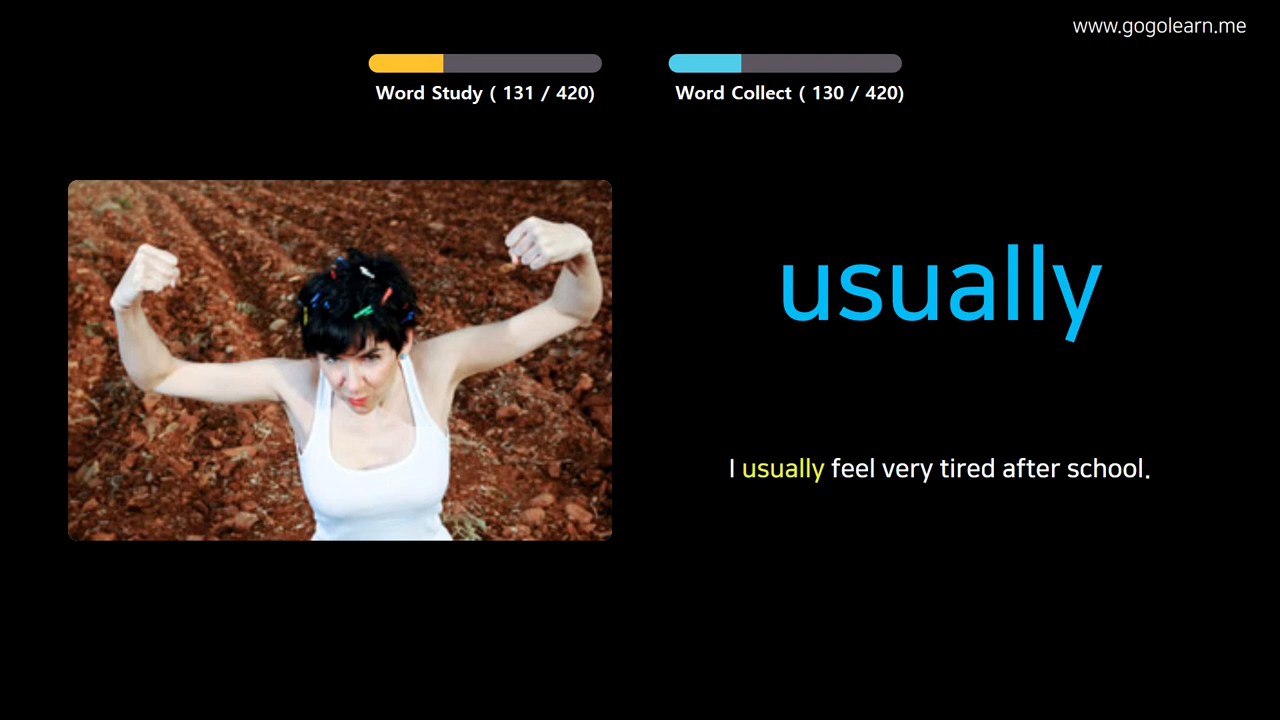 www.gogolearn.me
Word Study ( 131 / 420)
Word Collect ( 130 / 420)
usually
I usually feel very tired after school.